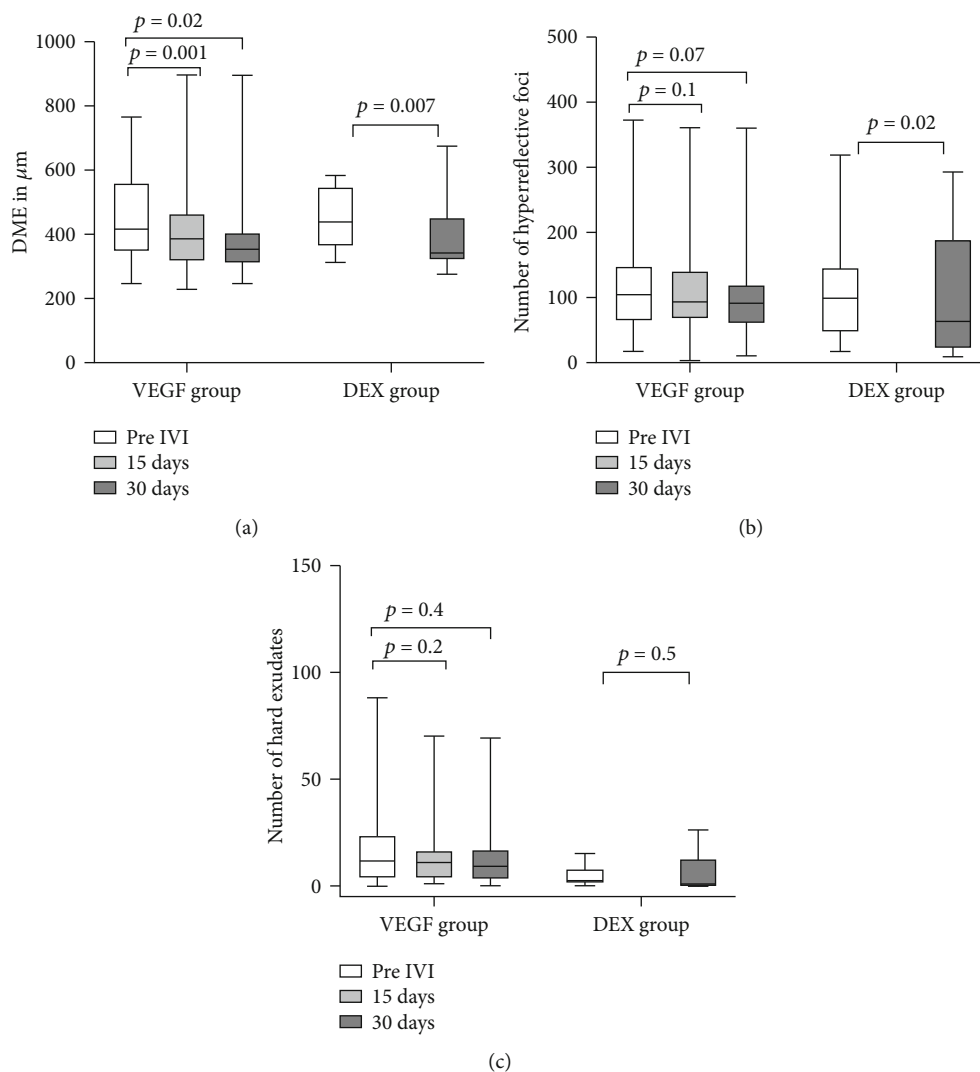 1000
800
600
400
200
0
DME in μm
p = 0.02
p = 0.001
p = 0.007
VEGF group
DEX group
Pre IVI
15 days
30 days
(a)
500
400
300
200
100
0
Number of hyperreflective foci
p = 0.07
p = 0.1
p = 0.02
VEGF group
DEX group
Pre IVI
15 days
30 days
(b)
150
100
50
0
Number of hard exudates
p = 0.4
p = 0.2
p = 0.5
VEGF group
DEX group
Pre IVI
15 days
30 days
(c)